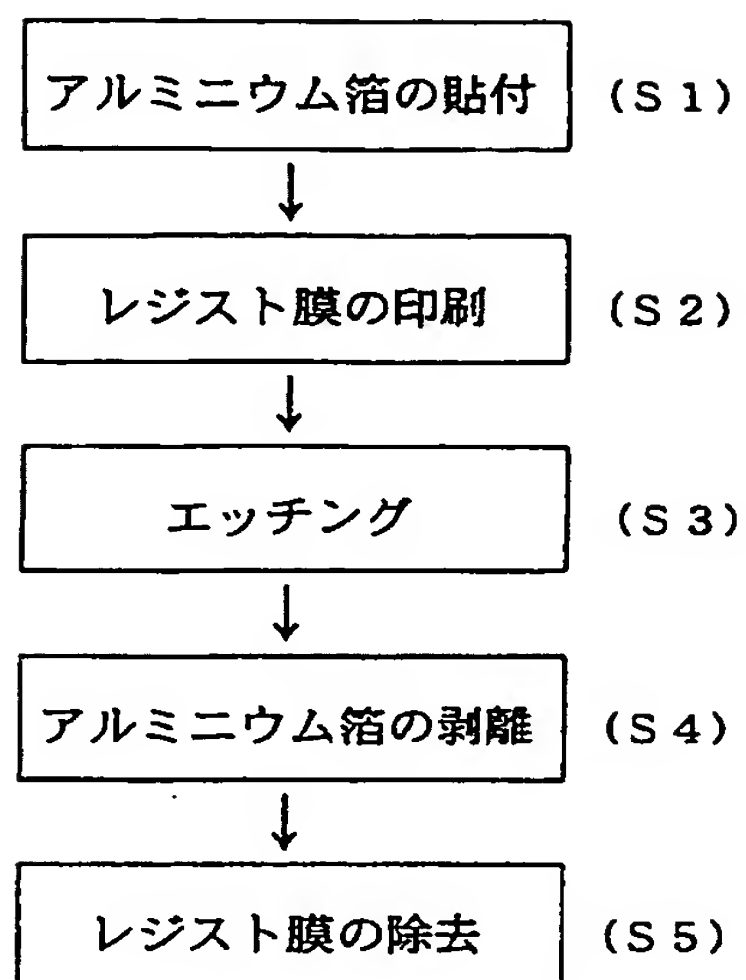 アルミニウム箔の貼付 (S1)
レジスト膜の印刷 (S2)
エッチング (S3)
アルミニウム箔の剥離 (S4)
レジスト膜の除去 (S5)